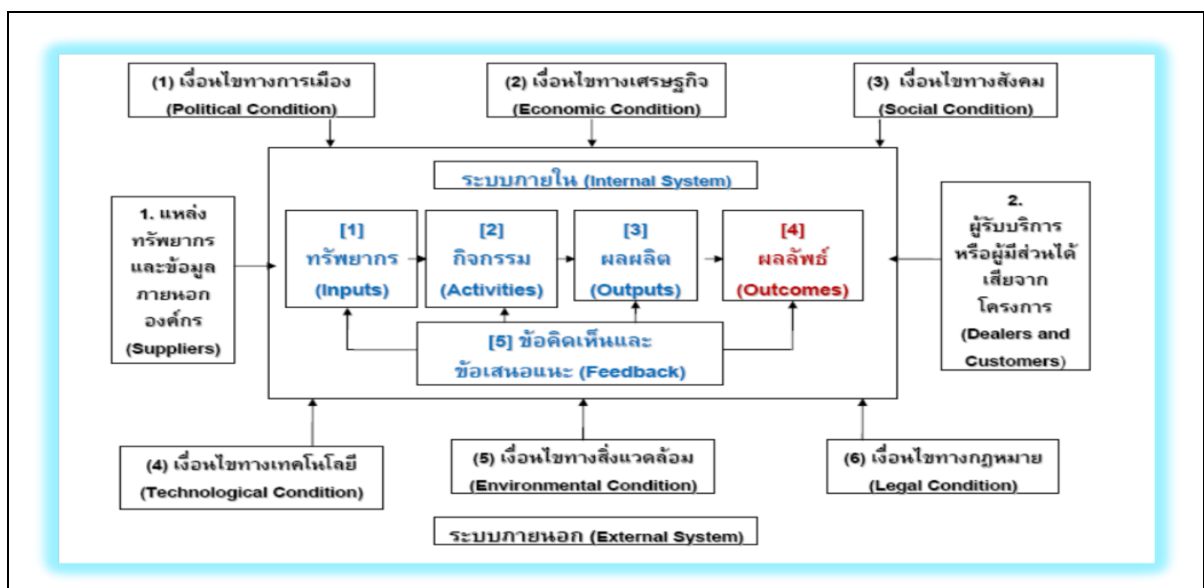 (1) เงื่อนไขทางการเมือง
(Political Condition)
(2) เงื่อนไขทางเศรษฐกิจ
(Economic Condition)
(3) เงื่อนไขทางสังคม
(Social Condition)
ระบบภายใน (Internal System)
1. แหล่ง
ทรัพยากร
และข้อมูล
ภายนอก
องค์กร
(Suppliers)
[1]
ทรัพยากร
(Inputs)
[2]
กิจกรรม
(Activities)
[3]
ผลผลิต
(Outputs)
[4]
ผลลัพธ์
(Outcomes)
[5] ข้อคิดเห็นและ
ข้อเสนอแนะ (Feedback)
2.
ผู้รับบริการ
หรือผู้มีส่วนได้
เสียจาก
โครงการ
(Dealers and
Customers)
(4) เงื่อนไขทางเทคโนโลยี
(Technological Condition)
(5) เงื่อนไขทางสิ่งแวดล้อม
(Environmental Condition)
(6) เงื่อนไขทางกฎหมาย
(Legal Condition)
ระบบภายนอก (External System)